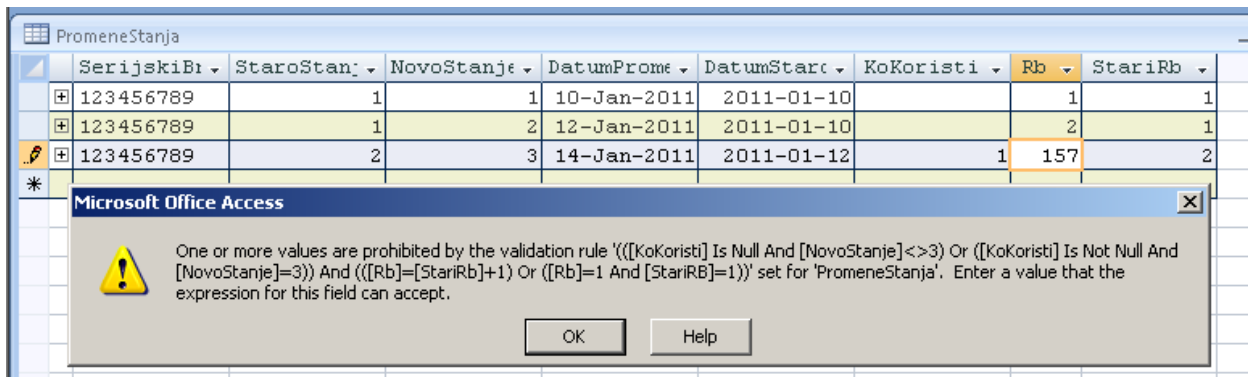 PromeneStanja
SerijskiBr StaroStanj NovoStanje DatumProme DatumStaro KoKoristi Rb StariRb
123456789 1 1 10-Jan-2011 2011-01-10 1 1
123456789 1 2 12-Jan-2011 2011-01-10 2 1
123456789 2 3 14-Jan-2011 2011-01-12 1 157 2
Microsoft Office Access
One or more values are prohibited by the validation rule '(([KoKoristi] Is Null And [NovoStanje]<>3) Or ([KoKoristi] Is Not Null And
[NovoStanje]=3)) And (([Rb]=[StariRb]+1) Or ([Rb]=1 And [StariRB]=1))' set for 'PromeneStanja'. Enter a value that the
expression for this field can accept.
OK Help